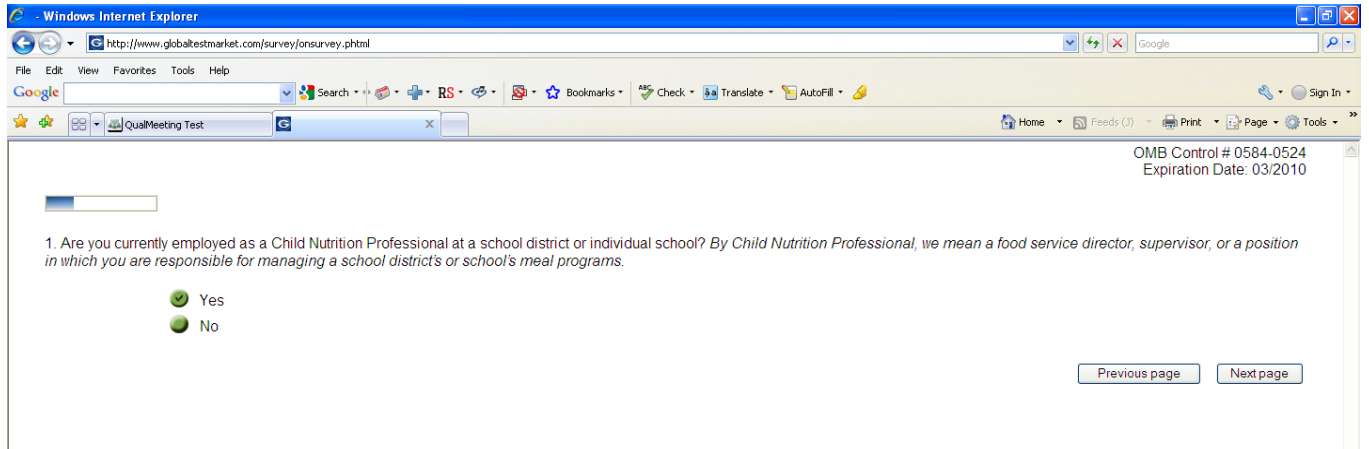 - Windows Internet Explorer
http://www.globaltestmarket.com/survey/onsurvey.phtml
Google
File Edit View Favorites Tools Help
Google Search RS Bookmarks Check Translate AutoFill Sign In
QualMeeting Test Home Feeds (J) Print Page Tools
OMB Control # 0584-0524
Expiration Date: 03/2010
1. Are you currently employed as a Child Nutrition Professional at a school district or individual school? By Child Nutrition Professional, we mean a food service director, supervisor, or a position
in which you are responsible for managing a school district's or school's meal programs.
Yes
No
Previous page Next page